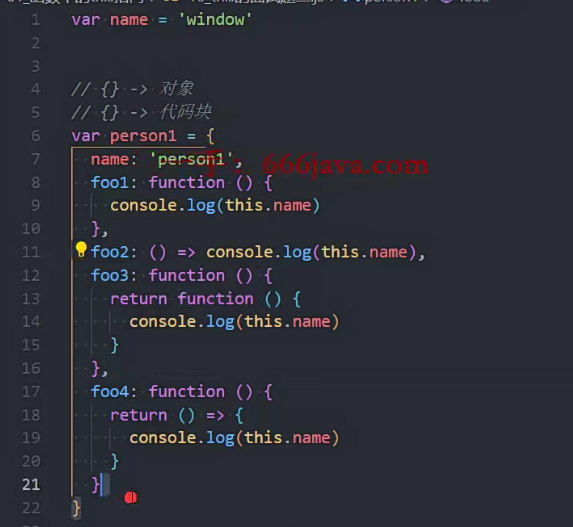 1 var name = 'window'
2
3
4 // {} -> 对象
5 // {} -> 代码块
6 var person1 = {
7 name: 'person1', 666java.com
8 foo1: function () {
9 console.log(this.name)
10 },
11 foo2: () => console.log(this.name),
12 foo3: function () {
13 return function () {
14 console.log(this.name)
15 }
16 },
17 foo4: function () {
18 return () => {
19 console.log(this.name)
20 }
21 }
22 }